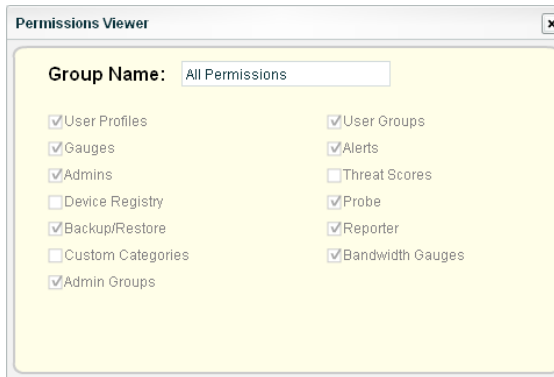 Permissions Viewer
Group Name: All Permissions
User Profiles
Gauges
Admins
Device Registry
Backup/Restore
Custom Categories
Admin Groups
User Groups
Alerts
Threat Scores
Probe
Reporter
Bandwidth Gauges